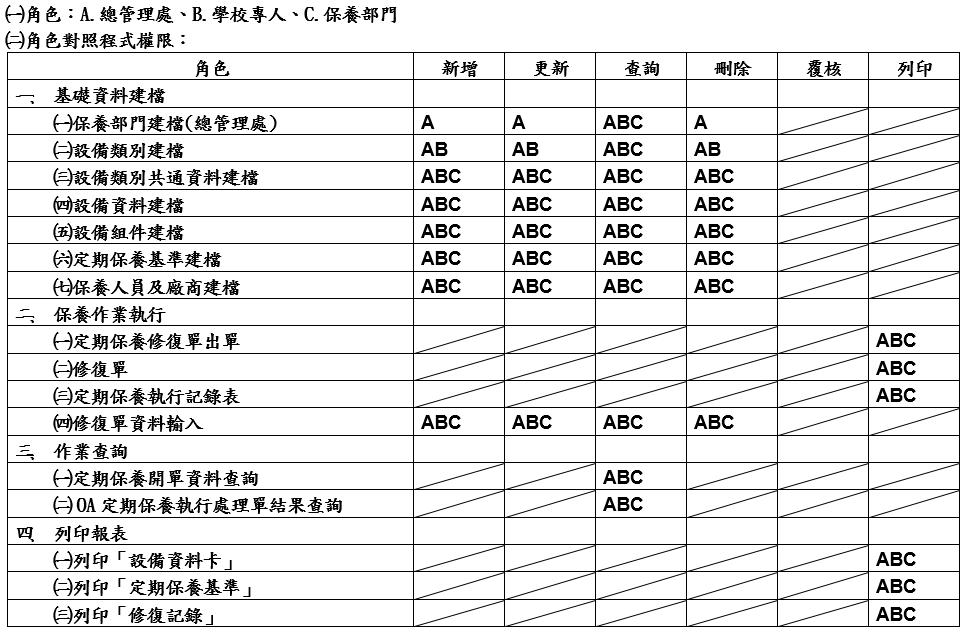 ㈠角色：A.總管理處、B.學校專人、C.保養部門
㈡角色對照程式權限：
角色 新增 更新 查詢 刪除 覆核 列印
一、 基礎資料建檔
㈠保養部門建檔(總管理處) A A ABC A
㈡設備類別建檔 AB AB ABC AB
㈢設備類別共通資料建檔 ABC ABC ABC ABC
㈣設備資料建檔 ABC ABC ABC ABC
㈤設備組件建檔 ABC ABC ABC ABC
㈥定期保養基準建檔 ABC ABC ABC ABC
㈦保養人員及廠商建檔 ABC ABC ABC ABC
二、 保養作業執行
㈠定期保養修復單出單 ABC
㈡修復單 ABC
㈢定期保養執行記錄表 ABC
㈣修復單資料輸入 ABC ABC ABC ABC
三、 作業查詢
㈠定期保養開單資料查詢 ABC
㈡OA定期保養執行處理單結果查詢 ABC
四、 列印報表
㈠列印「設備資料卡」 ABC
㈡列印「定期保養基準」 ABC
㈢列印「修復記錄」 ABC